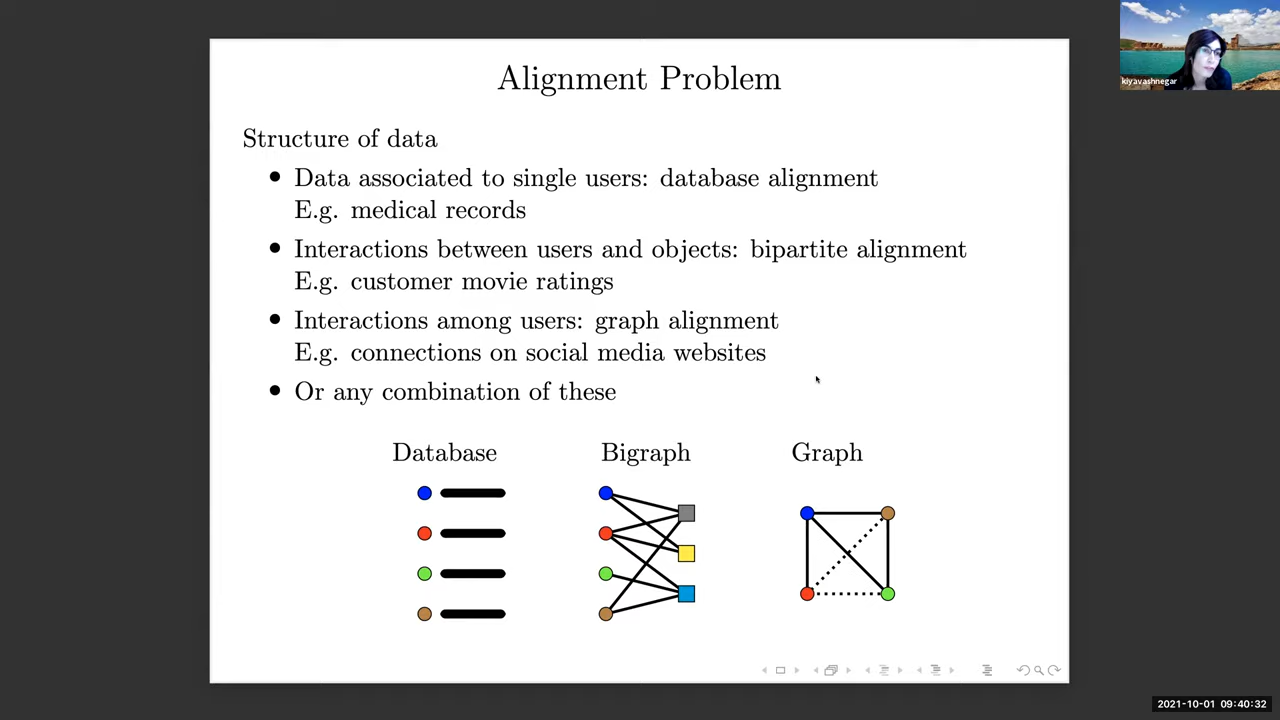 Alignment Problem
kiyavashnegar
Structure of data
• Data associated to single users: database alignment
E.g. medical records
• Interactions between users and objects: bipartite alignment
E.g. customer movie ratings
• Interactions among users: graph alignment
E.g. connections on social media websites
• Or any combination of these
Database Bigraph Graph
2021-10-01 09:40:32